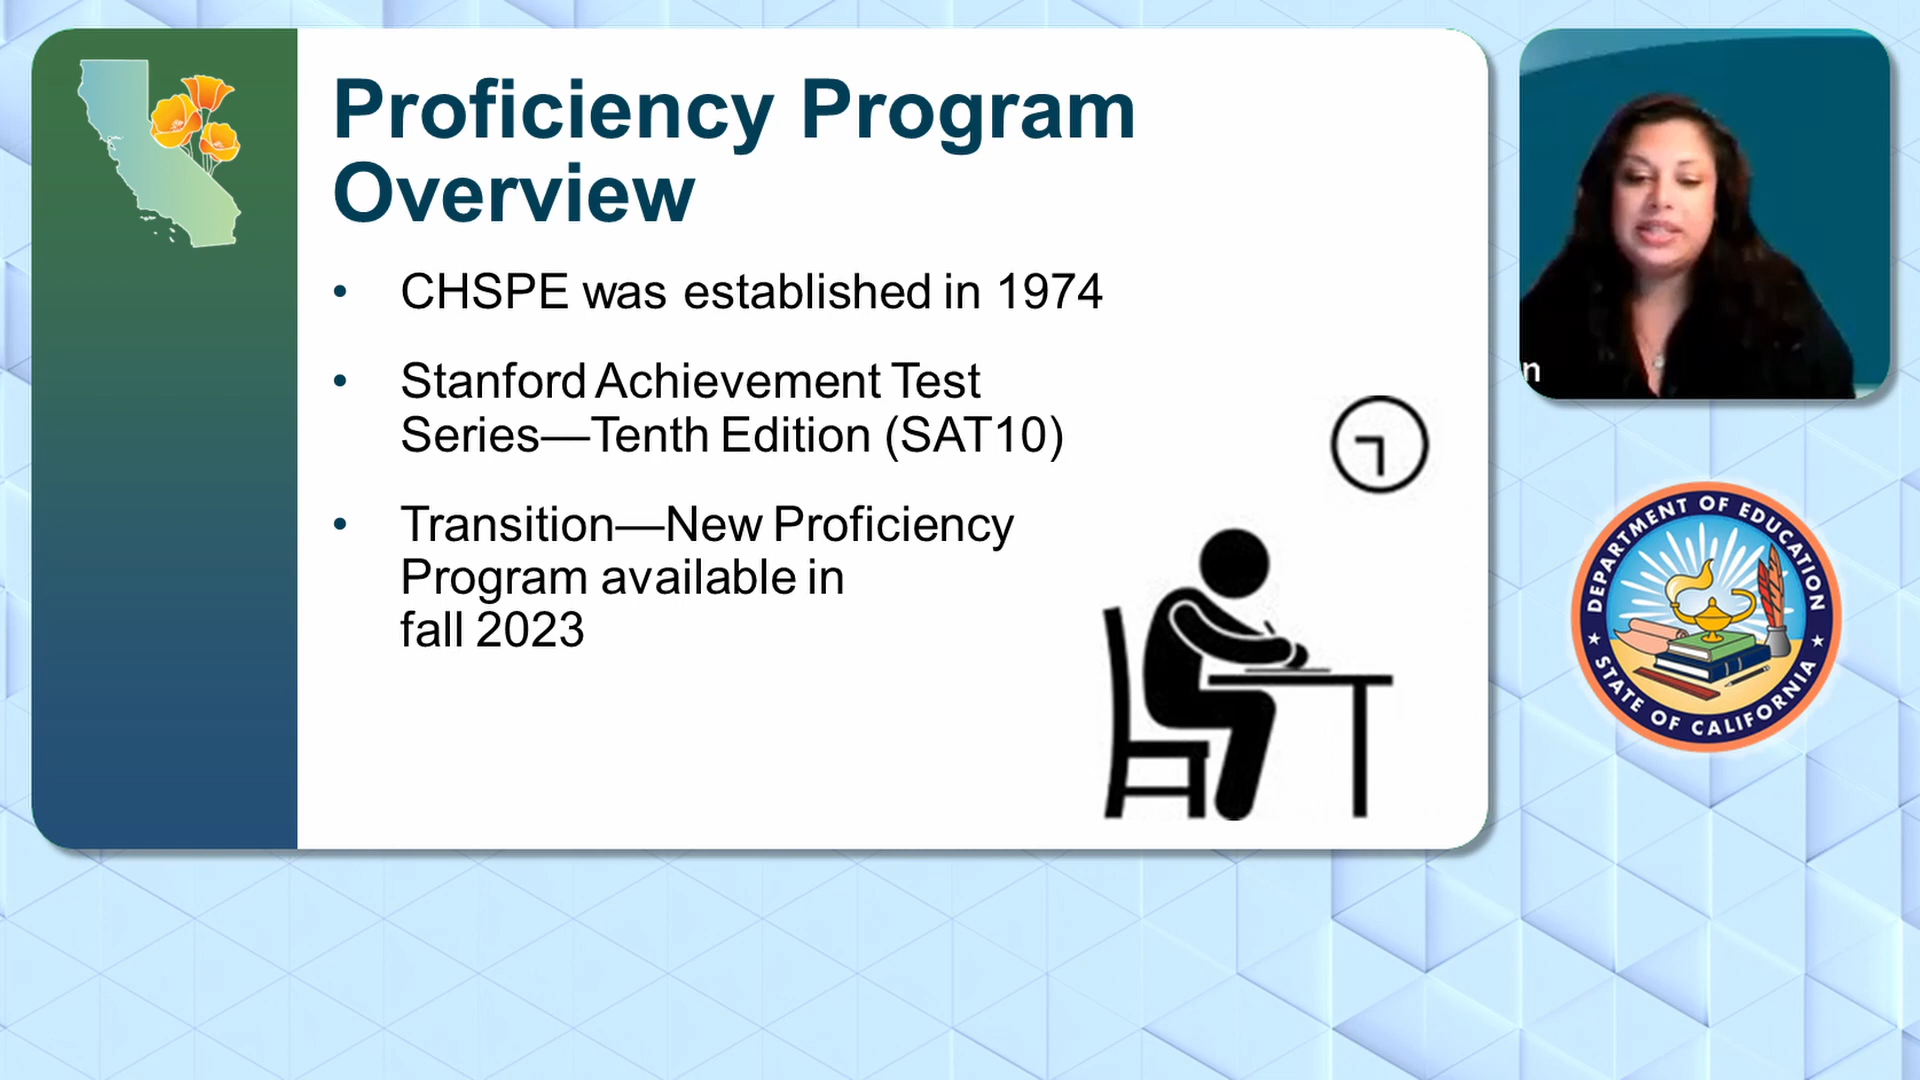 Proficiency Program
Overview
• CHSPE was established in 1974
• Stanford Achievement Test
Series—Tenth Edition (SAT10)
• Transition—New Proficiency
Program available in
fall 2023
n
DEPARTMENT OF EDUCATION
STATE OF CALIFORNIA